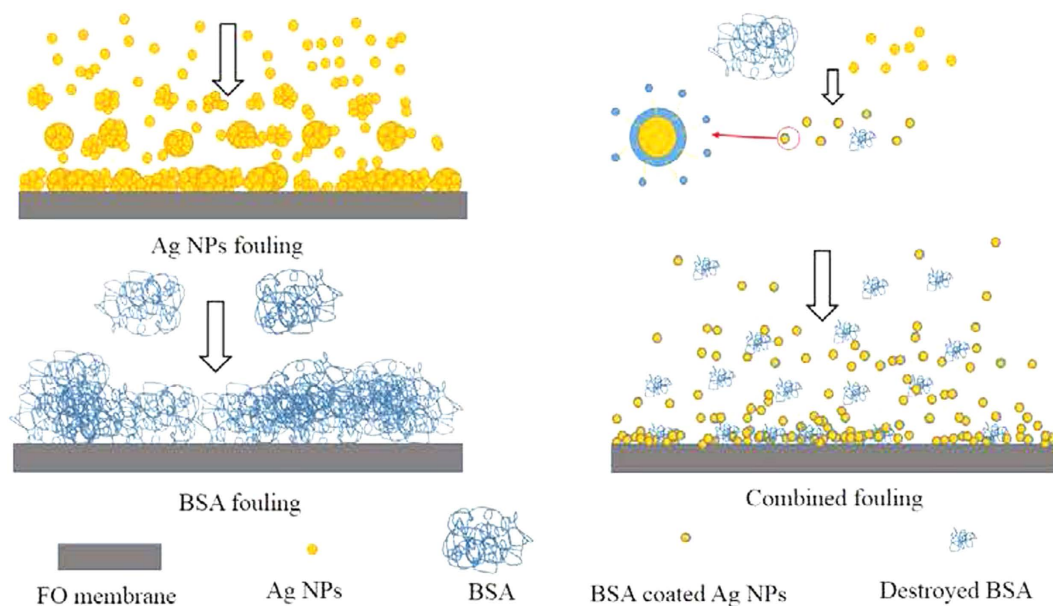 Ag NPs fouling
BSA fouling
Combined fouling
FO membrane
Ag NPs
BSA
BSA coated Ag NPs
Destroyed BSA